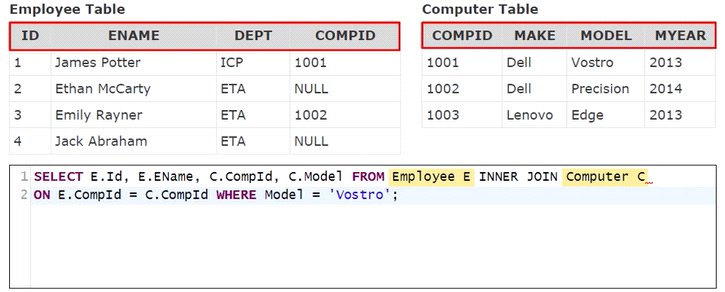 Employee Table
ID ENAME DEPT COMPID
1 James Potter ICP 1001
2 Ethan McCarty ETA NULL
3 Emily Rayner ETA 1002
4 Jack Abraham ETA NULL
Computer Table
COMPID MAKE MODEL MYEAR
1001 Dell Vostro 2013
1002 Dell Precision 2014
1003 Lenovo Edge 2013
1 SELECT E.Id, E.EName, C.CompId, C.Model FROM Employee E INNER JOIN Computer C
2 ON E.CompId = C.CompId WHERE Model = 'Vostro';